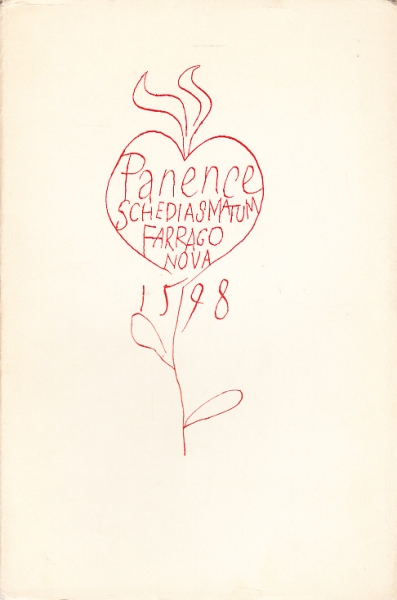 Panence
SCHEDIASMATUM
FARRAGO
NOVA
1598